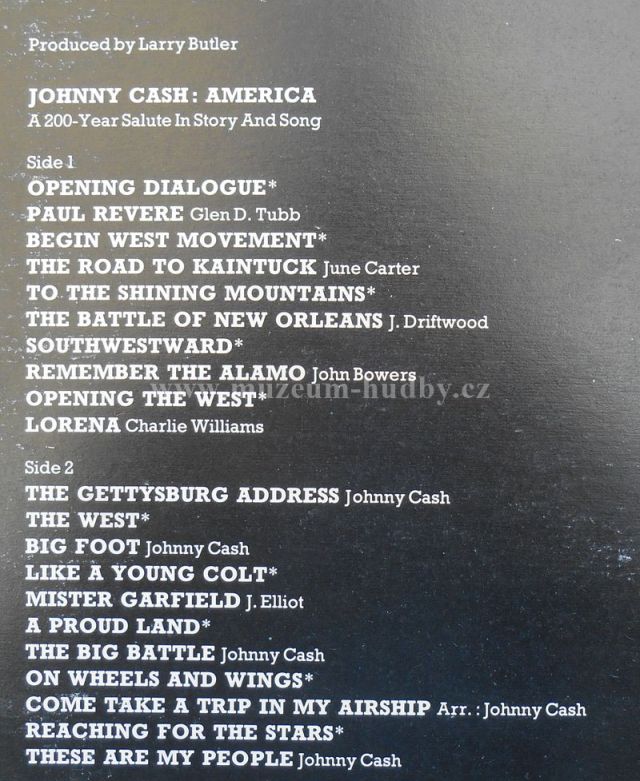 Produced by Larry Butler
JOHNNY CASH: AMERICA
A 200-Year Salute In Story And Song
Side 1
OPENING DIALOGUE*
PAUL REVERE Glen D. Tubb
BEGIN WEST MOVEMENT*
THE ROAD TO KAINTUCK June Carter
TO THE SHINING MOUNTAINS*
THE BATTLE OF NEW ORLEANS J. Driftwood
SOUTHWESTWARD*
REMEMBER THE ALAMO John Bowers
www.muzeum-hudby.cz
OPENING THE WEST*
LORENA Charlie Williams
Side 2
THE GETTYSBURG ADDRESS Johnny Cash
THE WEST*
BIG FOOT Johnny Cash
LIKE A YOUNG COLT*
MISTER GARFIELD J. Elliot
A PROUD LAND*
THE BIG BATTLE Johnny Cash
ON WHEELS AND WINGS*
COME TAKE A TRIP IN MY AIRSHIP Arr.: Johnny Cash
REACHING FOR THE STARS*
THESE ARE MY PEOPLE Johnny Cash